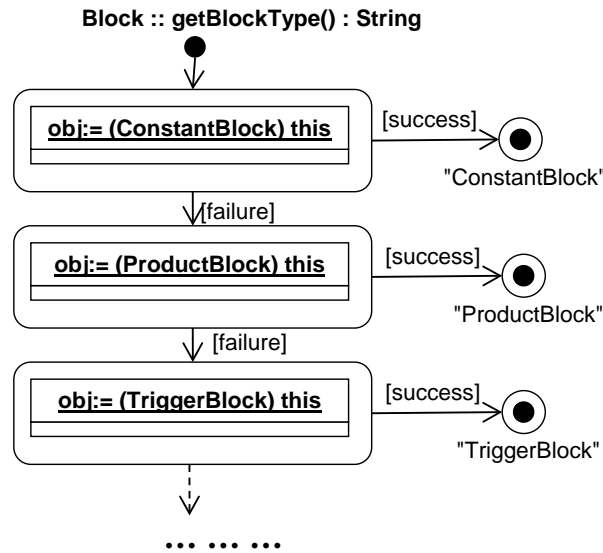 Block :: getBlockType() : String
obj:= (ConstantBlock) this
[success]
"ConstantBlock"
[failure]
obj:= (ProductBlock) this
[success]
"ProductBlock"
[failure]
obj:= (TriggerBlock) this
[success]
"TriggerBlock"
... ... ...